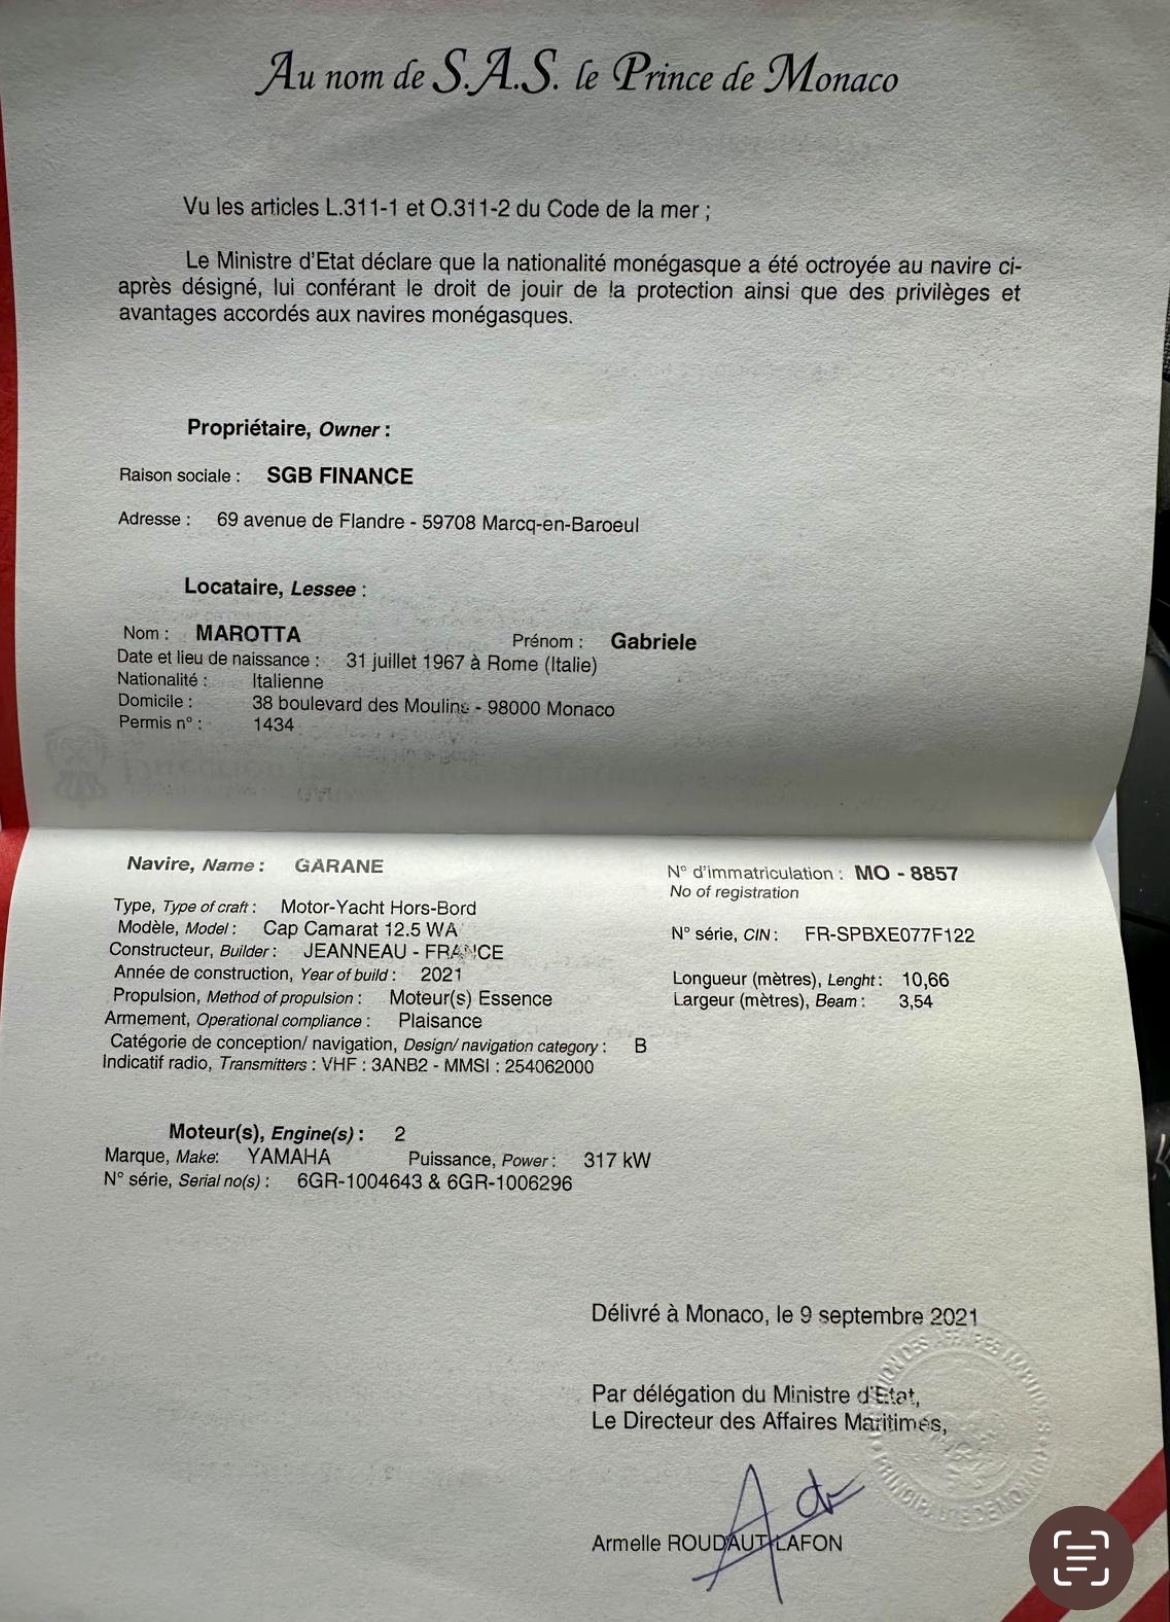 Au nom de S.A.S. le Prince de Monaco
Vu les articles L.311-1 et O.311-2 du Code de la mer ;
Le Ministre d'Etat déclare que la nationalité monégasque a été octroyée au navire ci-
après désigné, lui conférant le droit de jouir de la protection ainsi que des privilèges et
avantages accordés aux navires monégasques.
Propriétaire, Owner :
Raison sociale : SGB FINANCE
Adresse : 69 avenue de Flandre - 59708 Marcq-en-Baroeul
Locataire, Lessee :
Nom : MAROTTA Prénom : Gabriele
Date et lieu de naissance : 31 juillet 1967 à Rome (Italie)
Nationalité : Italienne
Domicile : 38 boulevard des Moulins - 98000 Monaco
Permis n° : 1434
Navire, Name : GARANE N° d'immatriculation : MO - 8857
No of registration
Type, Type of craft : Motor-Yacht Hors-Bord
Modèle, Model : Cap Camarat 12.5 WA N° série, CIN : FR-SPBXE077F122
Constructeur, Builder : JEANNEAU - FRANCE
Année de construction, Year of build : 2021 Longueur (mètres), Lenght : 10,66
Propulsion, Method of propulsion : Moteur(s) Essence Largeur (mètres), Beam : 3,54
Armement, Operational compliance : Plaisance
Catégorie de conception/ navigation, Design/ navigation category : B
Indicatif radio, Transmitters : VHF : 3ANB2 - MMSI : 254062000
Moteur(s), Engine(s) : 2
Marque, Make: YAMAHA Puissance, Power : 317 kW
N° série, Serial no(s) : 6GR-1004643 & 6GR-1006296
Délivré à Monaco, le 9 septembre 2021
Par délégation du Ministre d'Etat,
Le Directeur des Affaires Maritimes,
Armelle ROUDAUT-LAFON